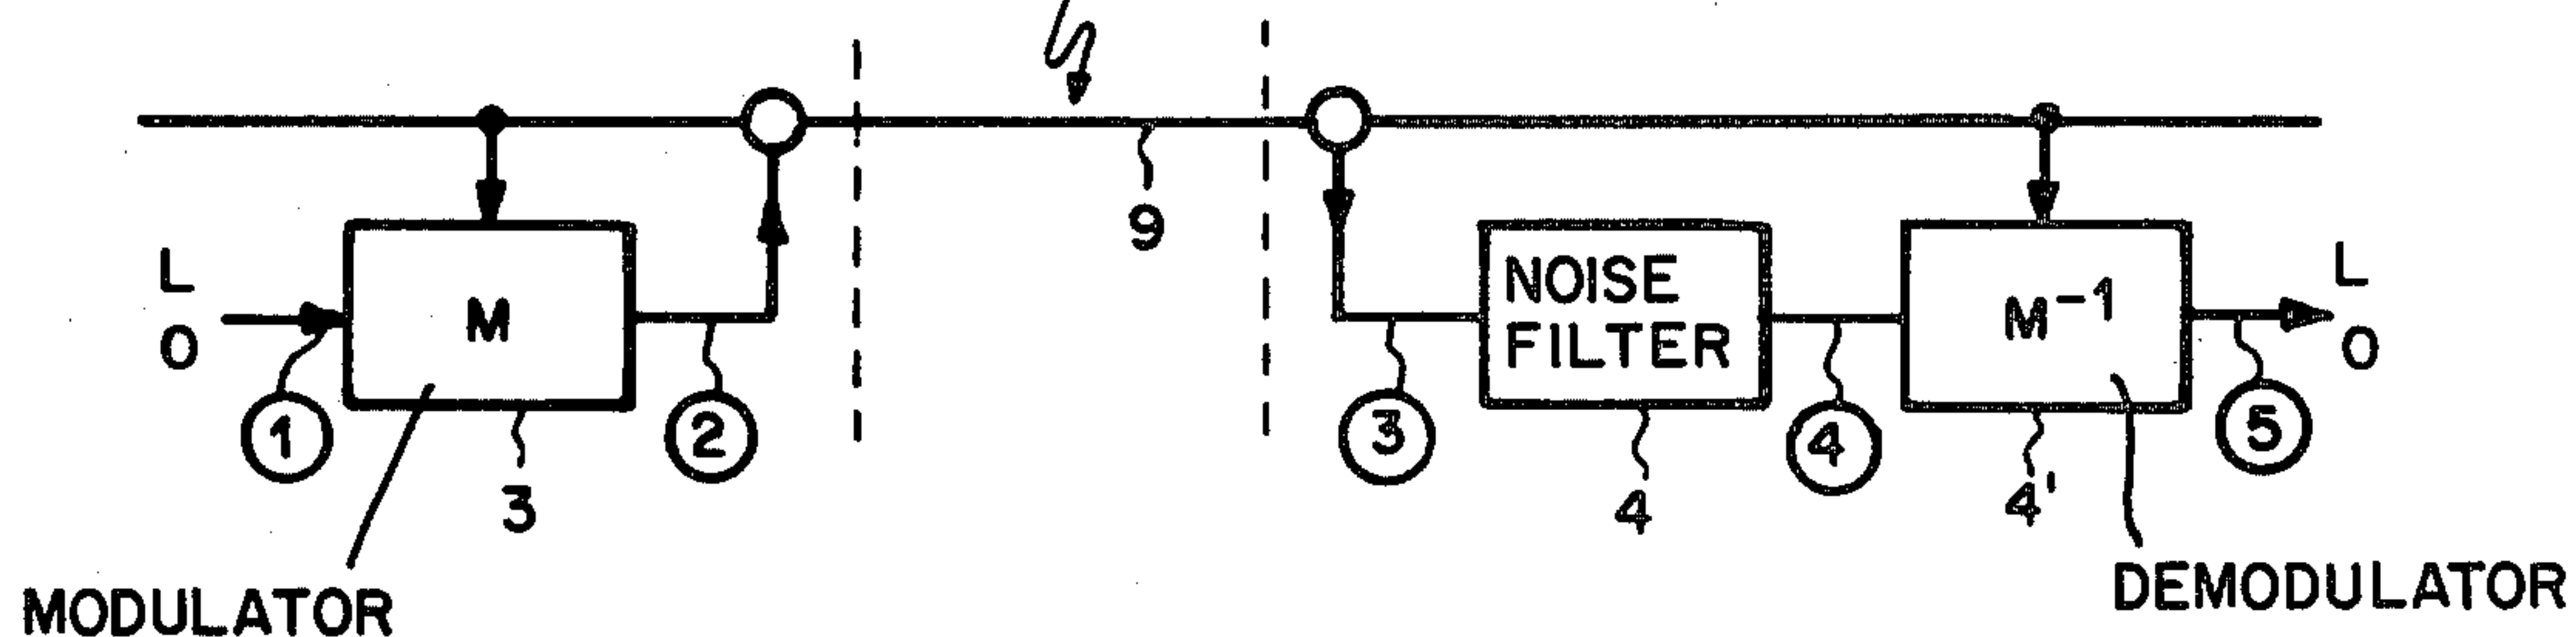 9
L
O
M
NOISE
FILTER
M⁻¹
L
O
①
3
②
③
4
④
4'
⑤
MODULATOR
DEMODULATOR